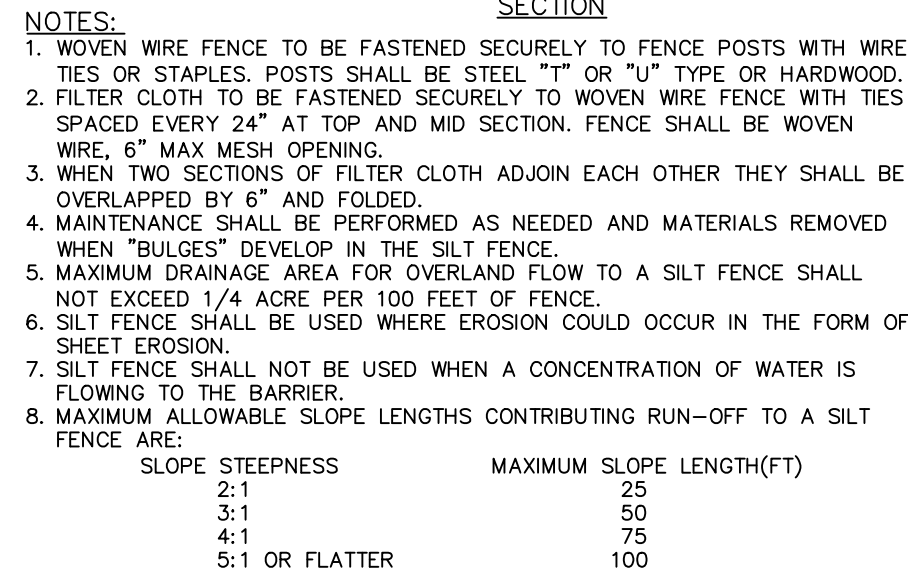 SECTION
NOTES:
1. WOVEN WIRE FENCE TO BE FASTENED SECURELY TO FENCE POSTS WITH WIRE
TIES OR STAPLES. POSTS SHALL BE STEEL "T" OR "U" TYPE OR HARDWOOD.
2. FILTER CLOTH TO BE FASTENED SECURELY TO WOVEN WIRE FENCE WITH TIES
SPACED EVERY 24" AT TOP AND MID SECTION. FENCE SHALL BE WOVEN
WIRE, 6" MAX MESH OPENING.
3. WHEN TWO SECTIONS OF FILTER CLOTH ADJOIN EACH OTHER THEY SHALL BE
OVERLAPPED BY 6" AND FOLDED.
4. MAINTENANCE SHALL BE PERFORMED AS NEEDED AND MATERIALS REMOVED
WHEN "BULGES" DEVELOP IN THE SILT FENCE.
5. MAXIMUM DRAINAGE AREA FOR OVERLAND FLOW TO A SILT FENCE SHALL
NOT EXCEED 1/4 ACRE PER 100 FEET OF FENCE.
6. SILT FENCE SHALL BE USED WHERE EROSION COULD OCCUR IN THE FORM OF
SHEET EROSION.
7. SILT FENCE SHALL NOT BE USED WHEN A CONCENTRATION OF WATER IS
FLOWING TO THE BARRIER.
8. MAXIMUM ALLOWABLE SLOPE LENGTHS CONTRIBUTING RUN-OFF TO A SILT
FENCE ARE:
SLOPE STEEPNESS MAXIMUM SLOPE LENGTH(FT)
2:1 25
3:1 50
4:1 75
5:1 OR FLATTER 100